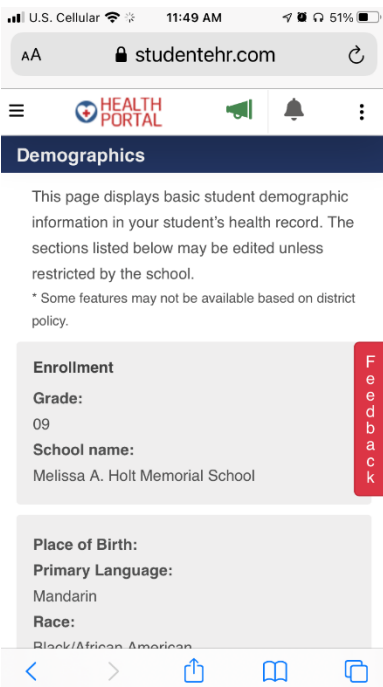 U.S. Cellular 11:49 AM 51%
AA studentehr.com
HEALTH
PORTAL
Demographics
This page displays basic student demographic
information in your student's health record. The
sections listed below may be edited unless
restricted by the school.
* Some features may not be available based on district
policy.
Enrollment
Grade:
09
School name:
Melissa A. Holt Memorial School
Feedback
Place of Birth:
Primary Language:
Mandarin
Race:
Black/African American